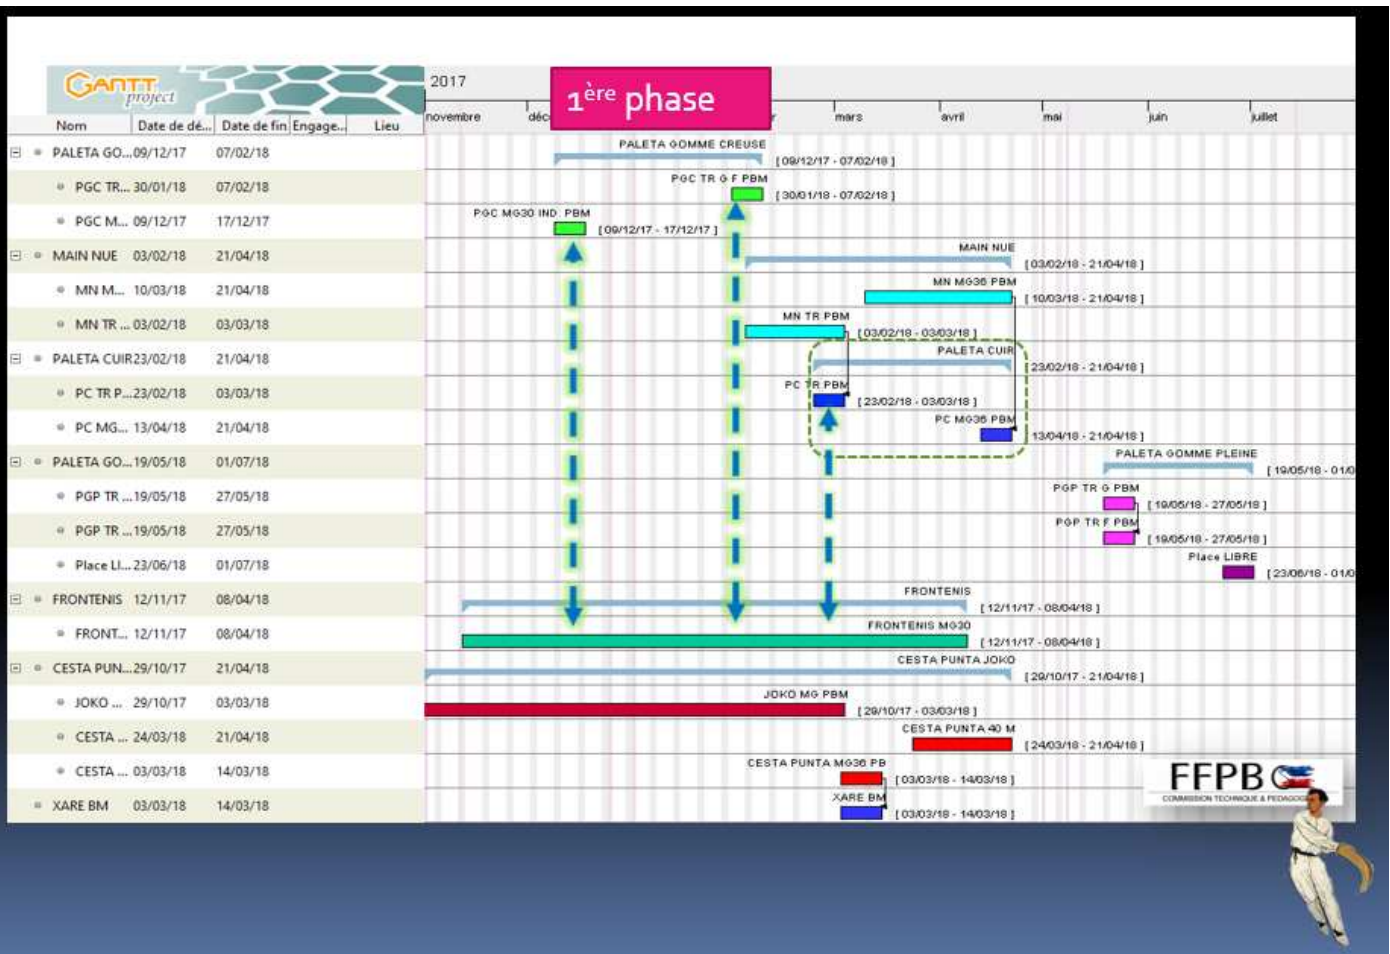 GANTT
project
2017
1ère phase
novembre déc r mars avril mai juin juillet
Nom Date de dé... Date de fin Engage... Lieu
PALETA GO... 09/12/17 07/02/18 PALETA GOMME CREUSE [ 09/12/17 - 07/02/18 ]
PGC TR... 30/01/18 07/02/18 PGC TR G F PBM [ 30/01/18 - 07/02/18 ]
PGC M... 09/12/17 17/12/17 PGC MG30 IND. PBM [ 09/12/17 - 17/12/17 ]
MAIN NUE 03/02/18 21/04/18 MAIN NUE [ 03/02/18 - 21/04/18 ]
MN M... 10/03/18 21/04/18 MN MG36 PBM [ 10/03/18 - 21/04/18 ]
MN TR ... 03/02/18 03/03/18 MN TR PBM [ 03/02/18 - 03/03/18 ]
PALETA CUIR 23/02/18 21/04/18 PALETA CUIR 23/02/18 - 21/04/18 ]
PC TR P... 23/02/18 03/03/18 PC TR PBM [ 23/02/18 - 03/03/18 ]
PC MG... 13/04/18 21/04/18 PC MG36 PBM 13/04/18 - 21/04/18 ]
PALETA GO... 19/05/18 01/07/18 PALETA GOMME PLEINE [ 19/05/18 - 01/0
PGP TR ... 19/05/18 27/05/18 PGP TR G PBM [ 19/05/18 - 27/05/18 ]
PGP TR ... 19/05/18 27/05/18 PGP TR F PBM [ 19/05/18 - 27/05/18 ]
Place LI... 23/06/18 01/07/18 Place LIBRE [ 23/06/18 - 01/0
FRONTENIS 12/11/17 08/04/18 FRONTENIS [ 12/11/17 - 08/04/18 ]
FRONT... 12/11/17 08/04/18 FRONTENIS MG30 [ 12/11/17 - 08/04/18 ]
CESTA PUN... 29/10/17 21/04/18 CESTA PUNTA JOKO [ 29/10/17 - 21/04/18 ]
JOKO ... 29/10/17 03/03/18 JOKO MG PBM [ 29/10/17 - 03/03/18 ]
CESTA ... 24/03/18 21/04/18 CESTA PUNTA 40 M [ 24/03/18 - 21/04/18 ]
CESTA ... 03/03/18 14/03/18 CESTA PUNTA MG36 PB [ 03/03/18 - 14/03/18 ]
XARE BM 03/03/18 14/03/18 XARE BM [ 03/03/18 - 14/03/18 ]
FFPB
COMMISSION TECHNIQUE &